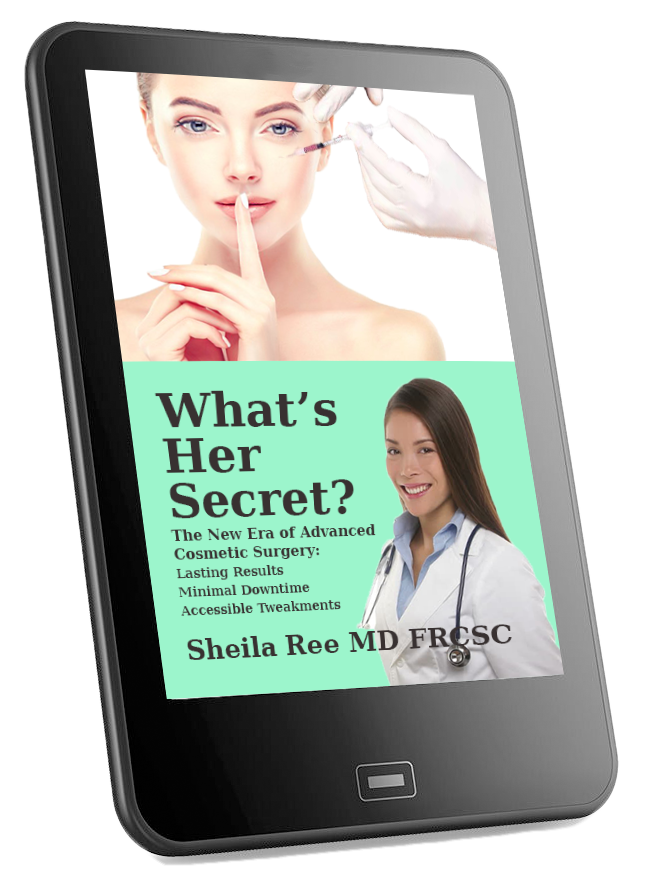 What’s
Her
Secret?
The New Era of Advanced
Cosmetic Surgery:
Lasting Results
Minimal Downtime
Accessible Tweakments
Sheila Ree MD FRCSC